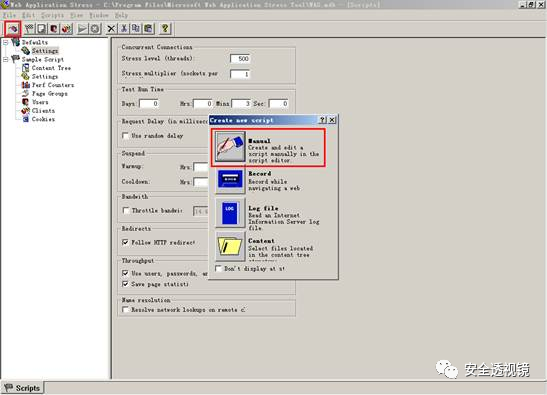 Web Application Stress - C:\Program Files\Microsoft Web Application Stress Tool\WAS.mdb - [Scripts]
File Edit Scripts View Window Help
Defaults
Settings
Sample Script
Content Tree
Settings
Perf Counters
Page Groups
Users
Clients
Cookies
Concurrent Connections
Stress level (threads): 500
Stress multiplier (sockets per 1
Test Run Time
Days: 0 Hrs: 0 Mins 3 Sec: 0
Request Delay (in millisec
Use random delay
Suspend
Warmup: Hrs:
Cooldown: Hrs:
Bandwith
Throttle bandwi
Redirects
Follow HTTP redirect
Throughput
Use users, passwords, an
Save page statisti
Name resolution
Resolve network lookups on remote c
Create new script
Manual
Create and edit a
script manually in the
script editor.
Record
Record while
navigating a web
Log file
Read an Internet
Information Server log
file.
Content
Select files located
in the content tree
Don't display at st
安全透视镜
Scripts